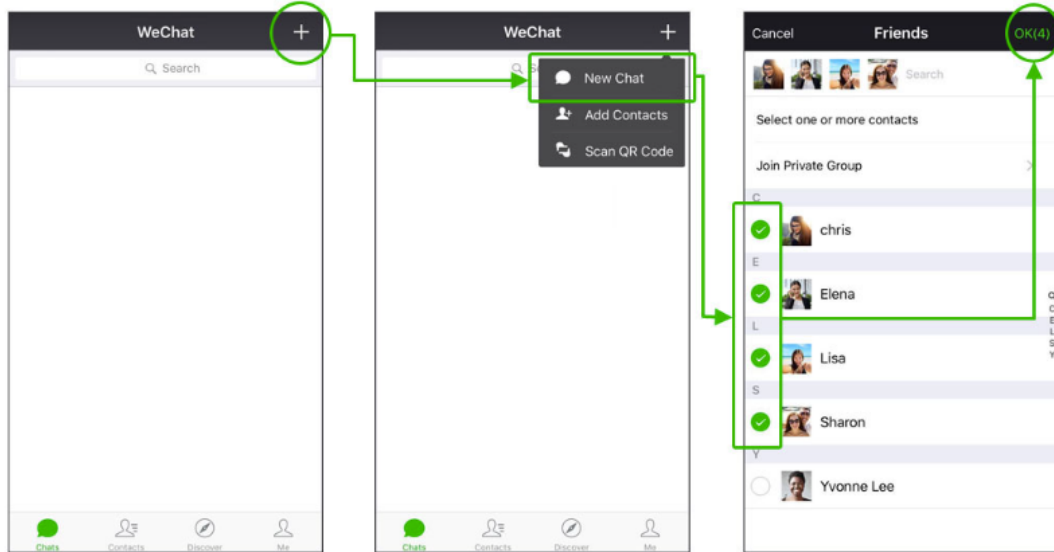 WeChat
+
Search
Chats
Contacts
Discover
Me
WeChat
+
New Chat
Add Contacts
Scan QR Code
Chats
Contacts
Discover
Me
Cancel
Friends
OK(4)
Search
Select one or more contacts
Join Private Group
C
chris
E
Elena
L
Lisa
S
Sharon
Y
Yvonne Lee
C
E
L
S
Y